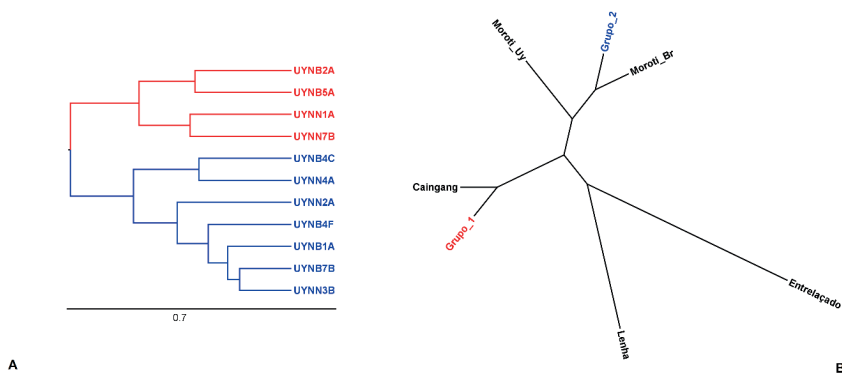 UYNB2A
UYNB5A
UYNN1A
UYNN7B
UYNB4C
UYNN4A
UYNN2A
UYNB4F
UYNB1A
UYNB7B
UYNN3B
0.7
A
Moroti_Uy
Grupo_2
Moroti_Br
Caingang
Grupo_1
Entrelaçado
Lenha
B